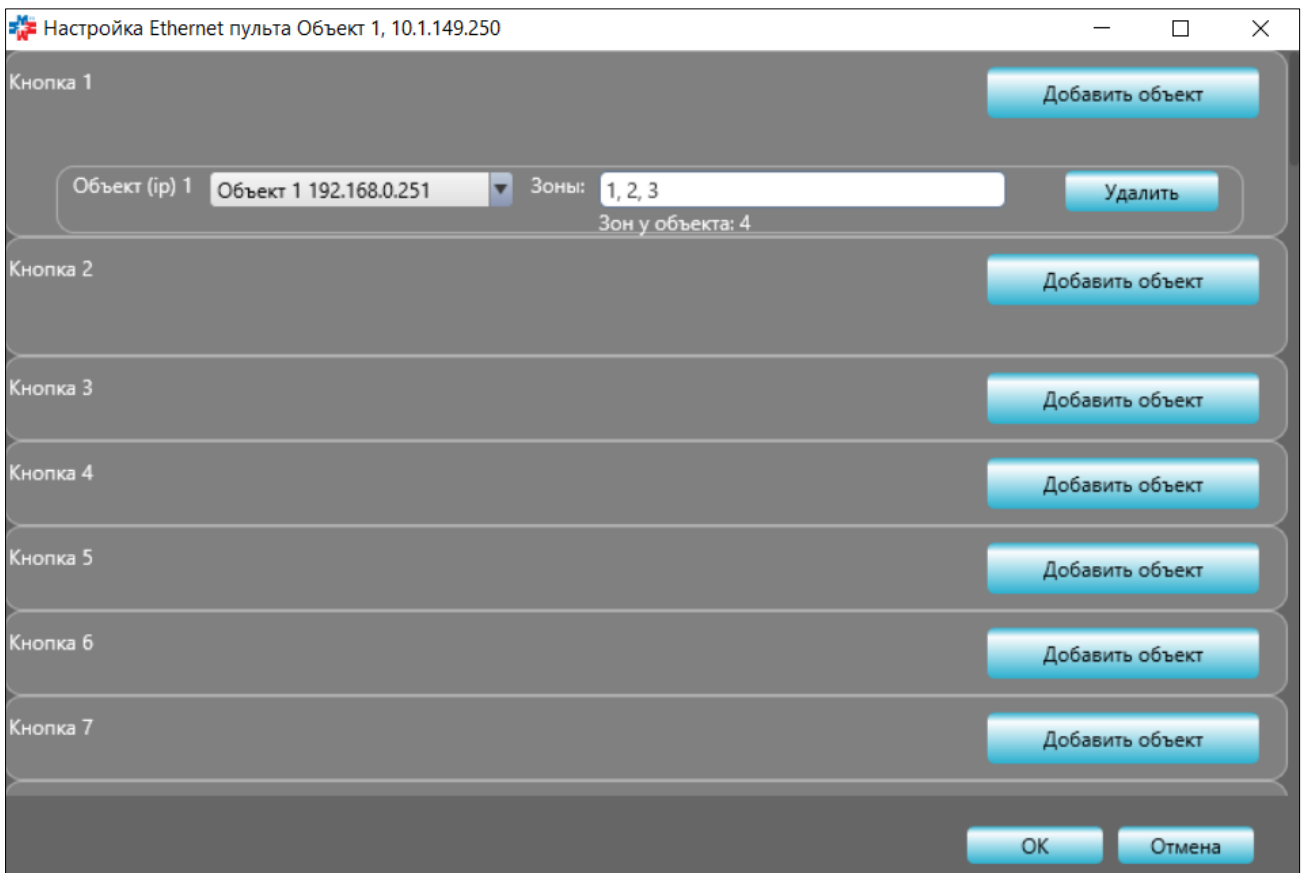 Настройка Ethernet пульта Объект 1, 10.1.149.250
Кнопка 1
Добавить объект
Объект (ip) 1 Объект 1 192.168.0.251 Зоны: 1, 2, 3 Удалить
Зон у объекта: 4
Кнопка 2
Добавить объект
Кнопка 3
Добавить объект
Кнопка 4
Добавить объект
Кнопка 5
Добавить объект
Кнопка 6
Добавить объект
Кнопка 7
Добавить объект
ОК Отмена